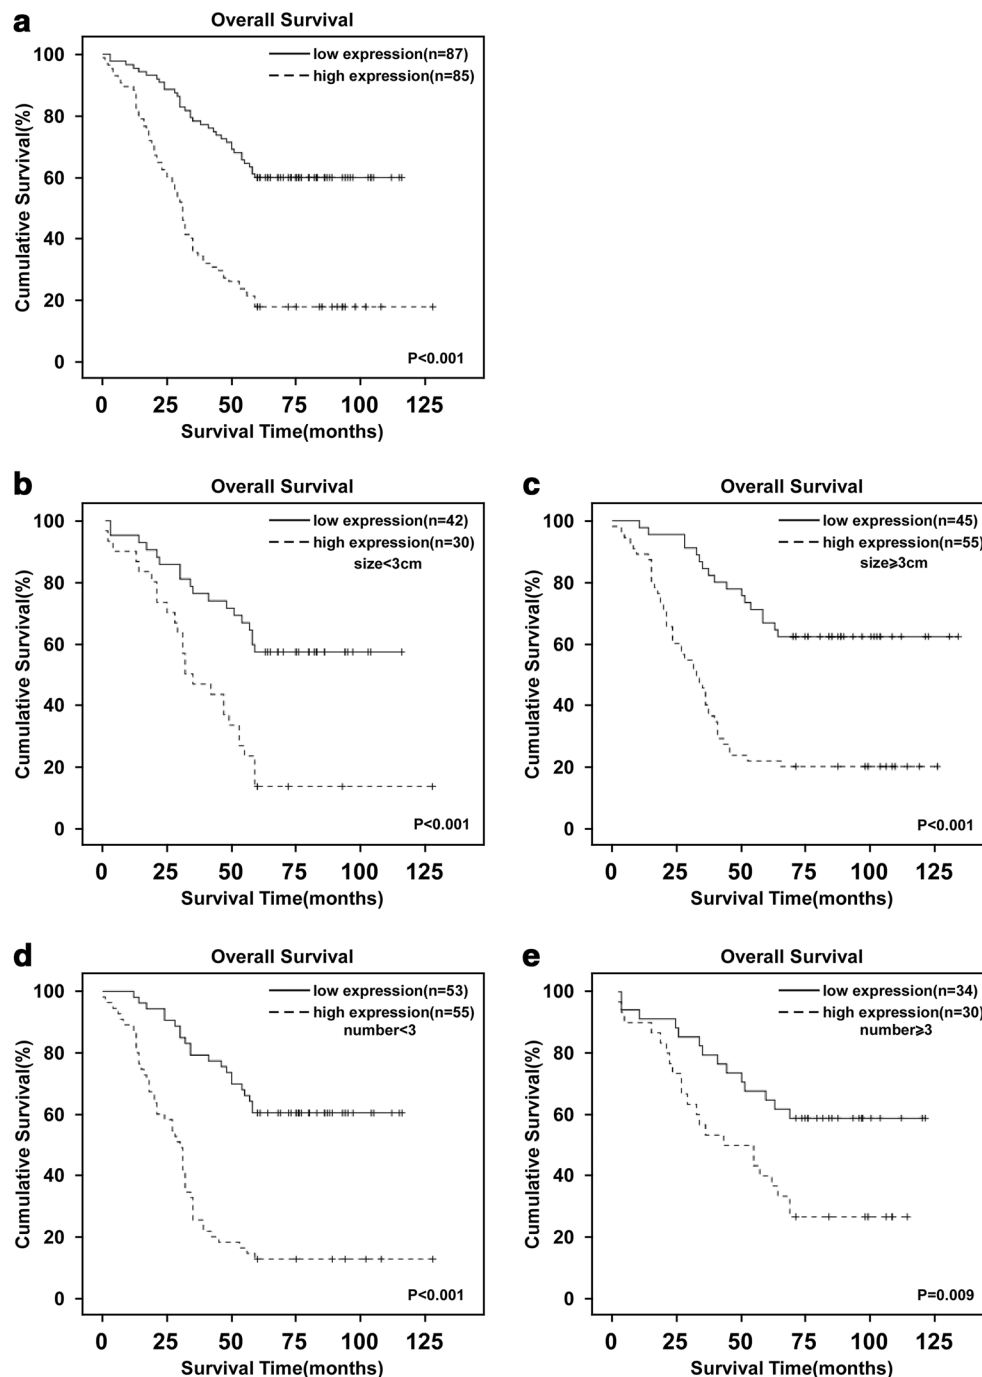 a
Overall Survival
low expression(n=87)
high expression(n=85)
100
80
60
40
20
0
Cumulative Survival(%)
P<0.001
0 25 50 75 100 125
Survival Time(months)
b
Overall Survival
low expression(n=42)
high expression(n=30)
size<3cm
100
80
60
40
20
0
Cumulative Survival(%)
P<0.001
0 25 50 75 100 125
Survival Time(months)
c
Overall Survival
low expression(n=45)
high expression(n=55)
size⩾3cm
100
80
60
40
20
0
Cumulative Survival(%)
P<0.001
0 25 50 75 100 125
Survival Time(months)
d
Overall Survival
low expression(n=53)
high expression(n=55)
number<3
100
80
60
40
20
0
Cumulative Survival(%)
P<0.001
0 25 50 75 100 125
Survival Time(months)
e
Overall Survival
low expression(n=34)
high expression(n=30)
number⩾3
100
80
60
40
20
0
Cumulative Survival(%)
P=0.009
0 25 50 75 100 125
Survival Time(months)